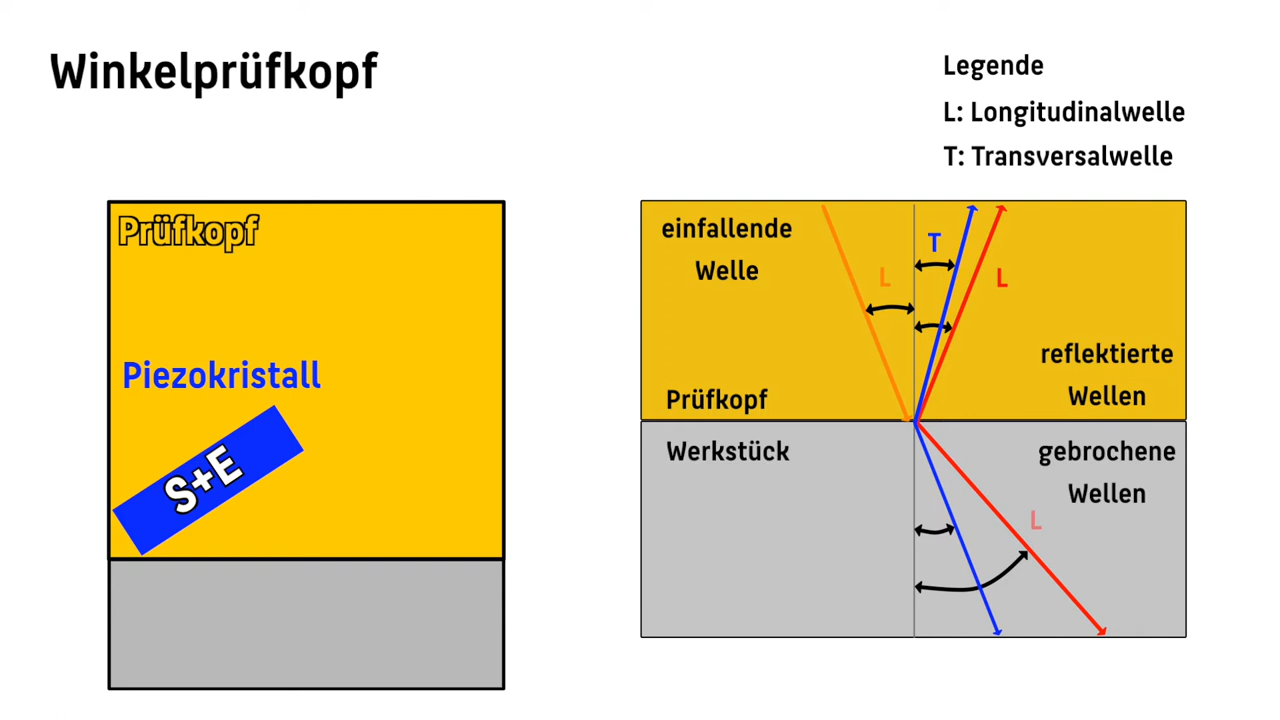 Winkelprüfkopf
Legende
L: Longitudinalwelle
T: Transversalwelle
Prüfkopf
Piezokristall
S+E
einfallende
Welle
L
T
L
reflektierte
Wellen
Prüfkopf
Werkstück
gebrochene
Wellen
L